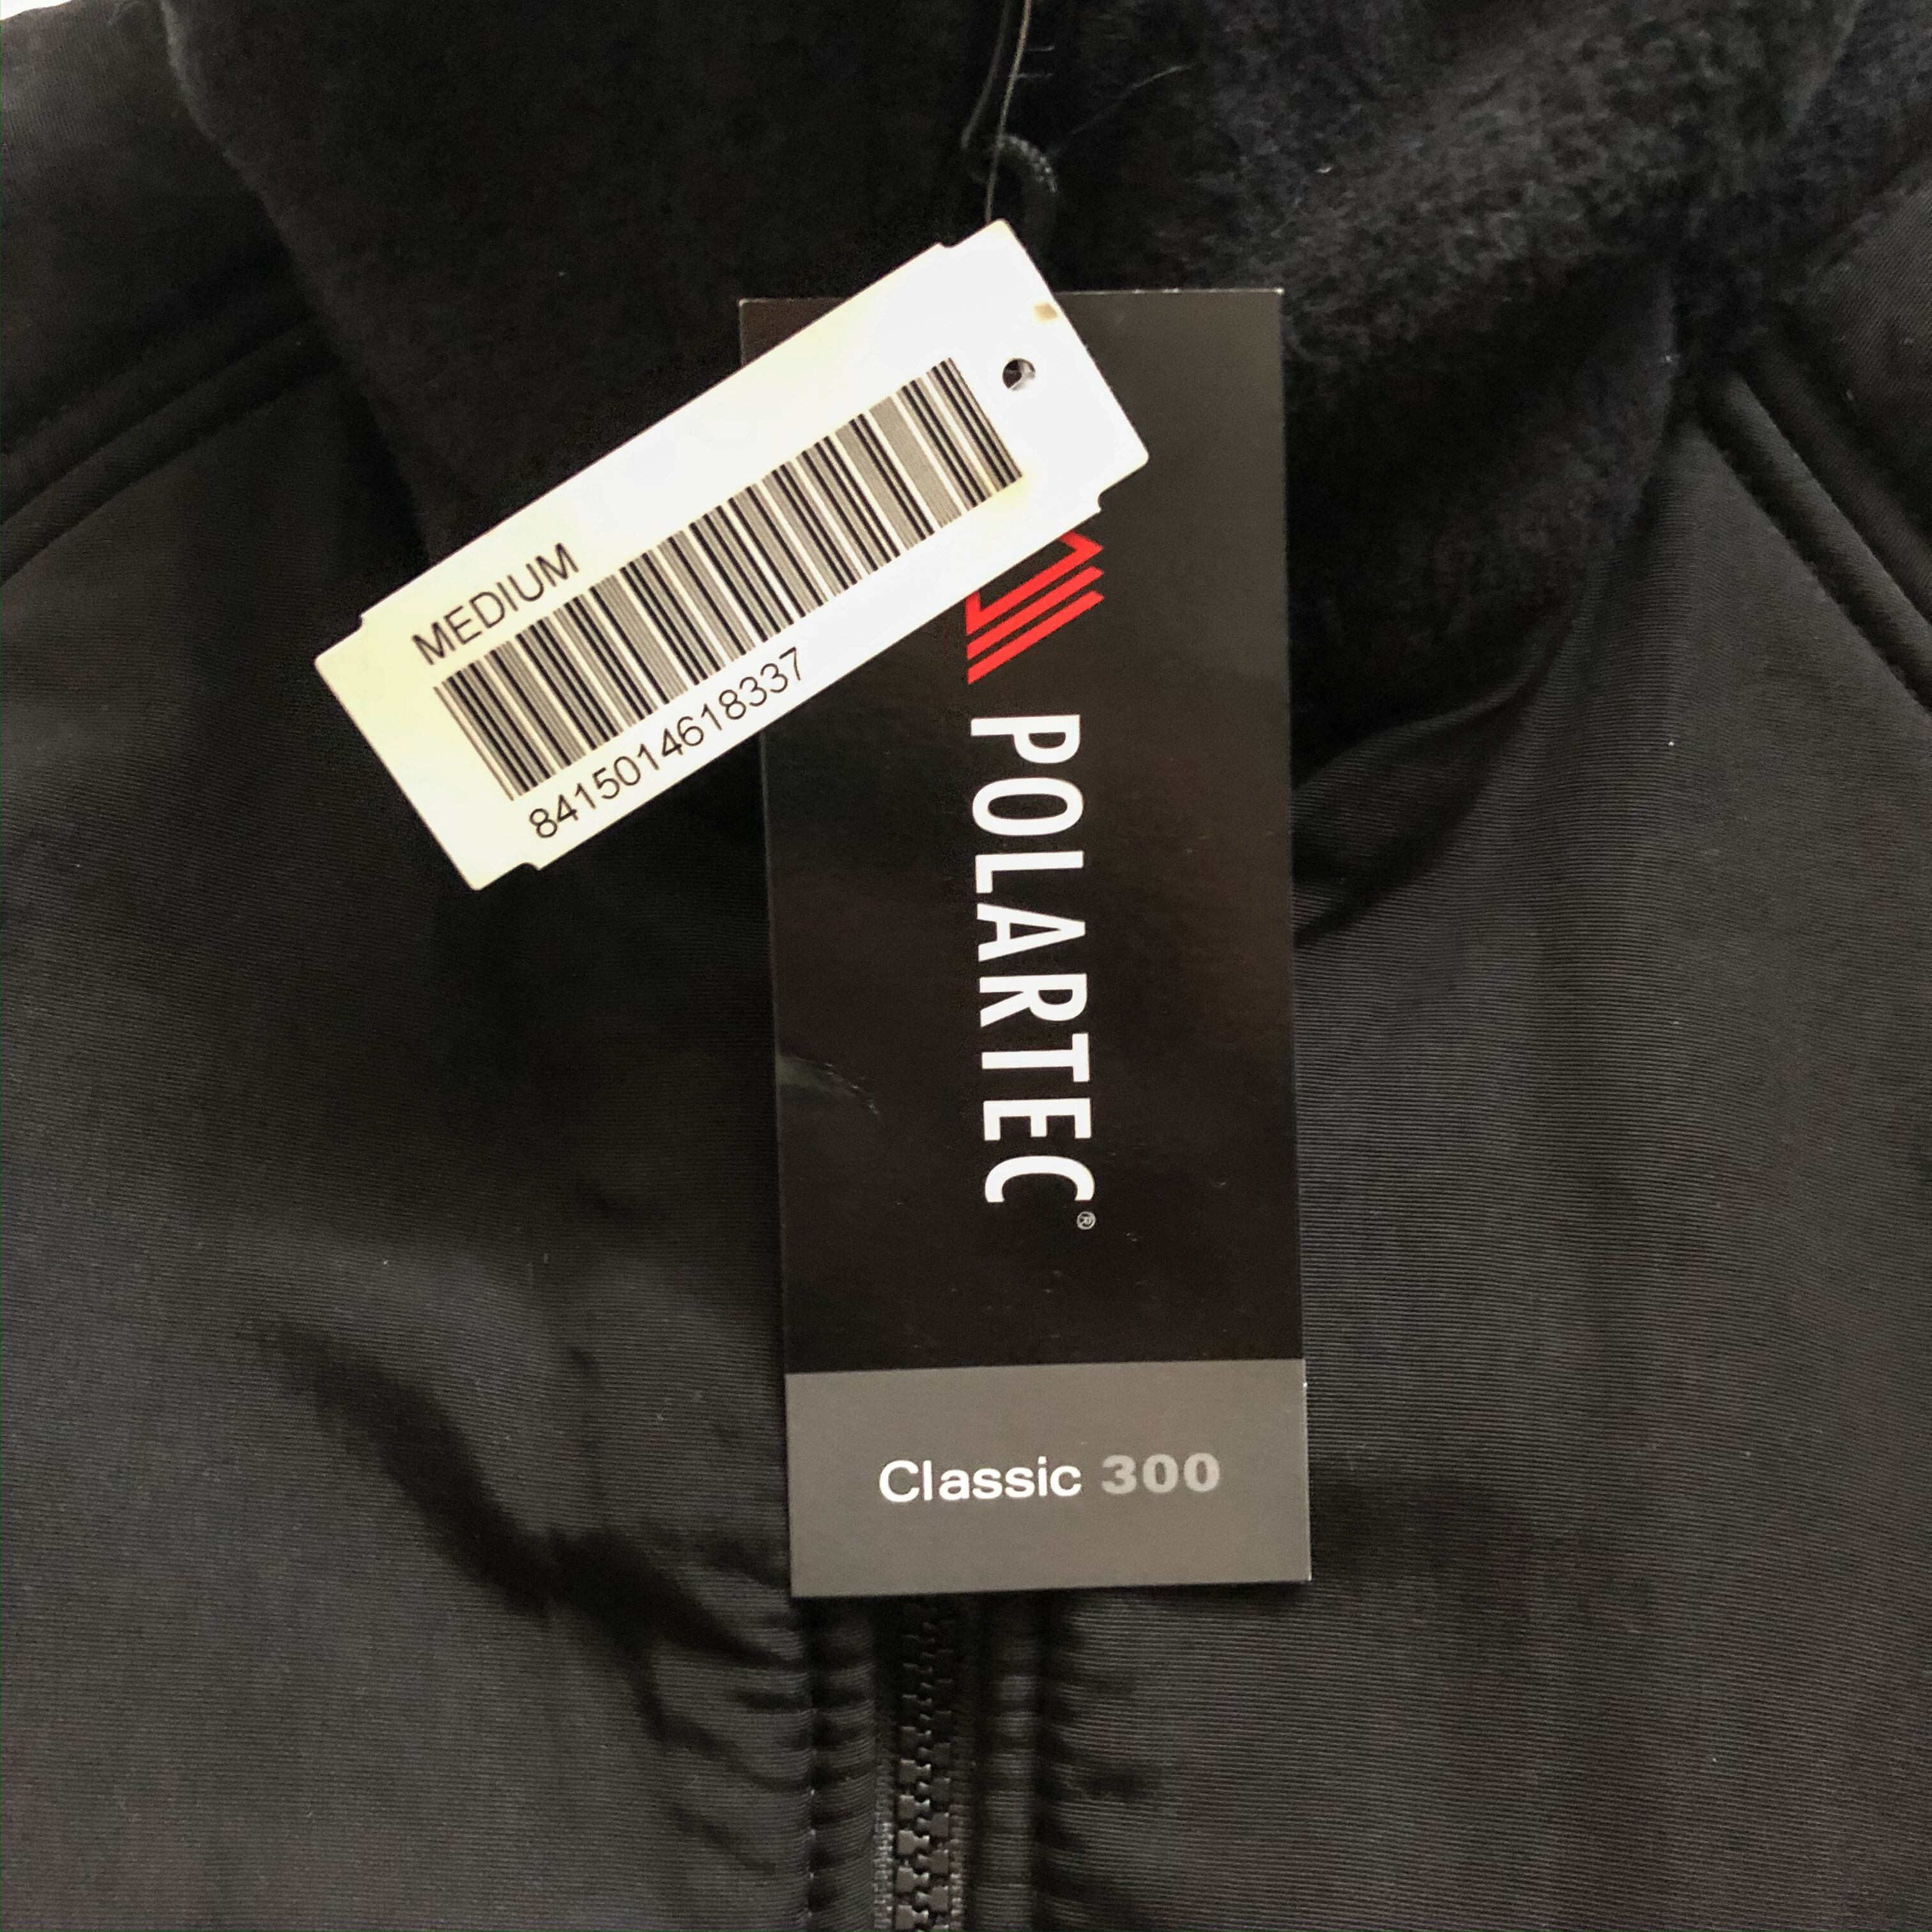 MEDIUM
8415014618337
POLARTEC®
Classic 300